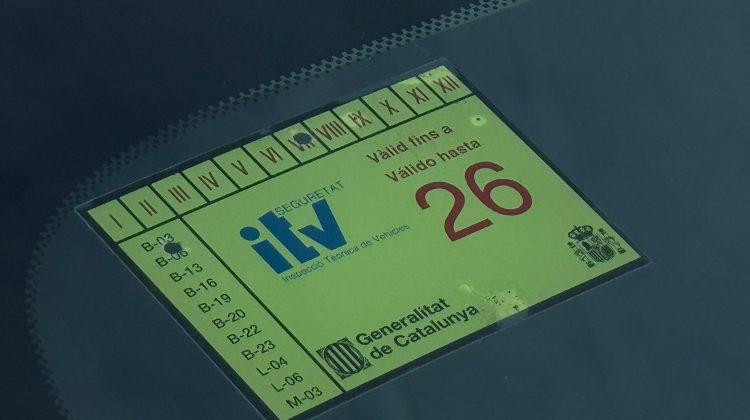 I II III IV V VI VII VIII IX X XI XII
Vàlid fins a
Válido hasta
26
SEGURETAT
itv
Inspecció Tècnica de Vehicles
B-03
B-06
B-13
B-16
B-19
B-20
B-22
B-23
L-04
L-06
M-03
Generalitat
de Catalunya